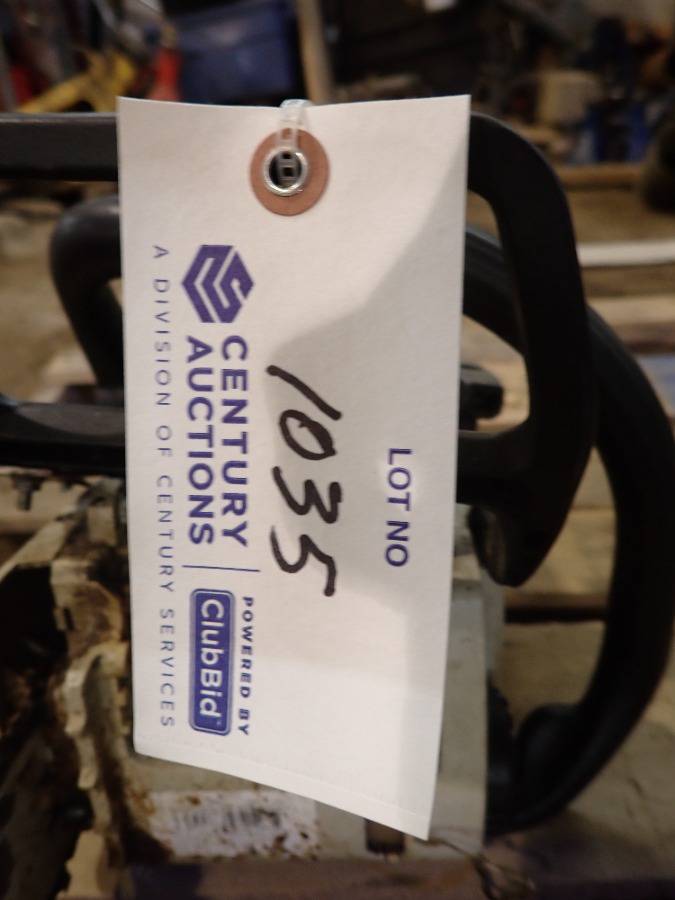 LOT NO
1035
CENTURY
AUCTIONS
POWERED BY
ClubBid
A DIVISION OF CENTURY SERVICES